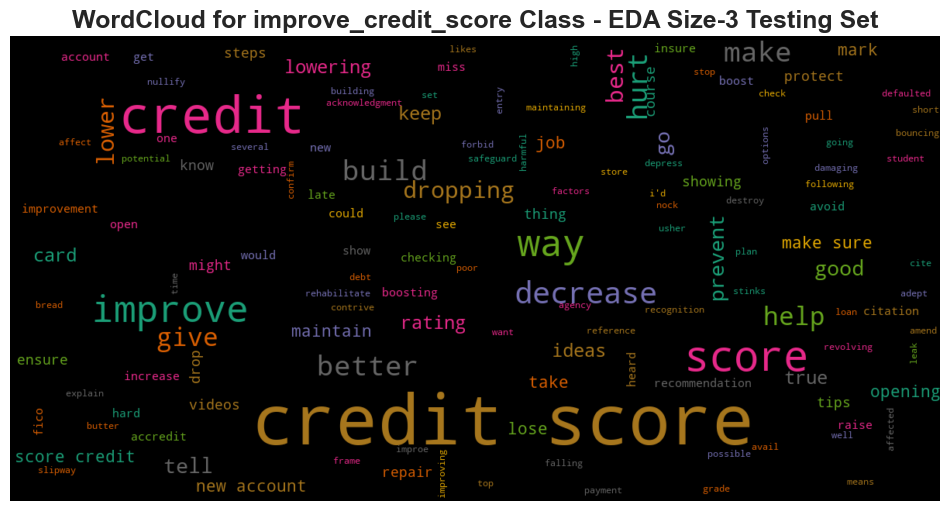 WordCloud for improve_credit_score Class - EDA Size-3 Testing Set
account
get
steps
likes
high
insure
make
mark
lowering
miss
best
hurt
course
stop
boost
check
protect
nullify
building
set
entry
acknowledgment
maintaining
defaulted
short
lower
credit
one
keep
pull
bouncing
affect
several
new
forbid
harmful
job
go
options
going
potential
know
getting
confirm
build
safeguard
depress
damaging
student
dropping
factors
store
i'd
showing
following
destroy
late
nock
avoid
improvement
open
could
please
see
thing
usher
prevent
plan
make sure
card
would
show
checking
way
might
poor
stinks
good
cite
time
debt
rehabilitate
boosting
decrease
agency
adept
bread
improve
contrive
recognition
loan
citation
give
maintain
rating
want
reference
help
amend
ensure
drop
better
ideas
heard
score
revolving
leak
increase
take
recommendation
true
opening
explain
videos
credit score
tips
fico
hard
butter
accredit
lose
raise
well
affected
score credit
improe
possible
avail
slipway
tell
frame
repair
improving
falling
new account
top
payment
grade
means